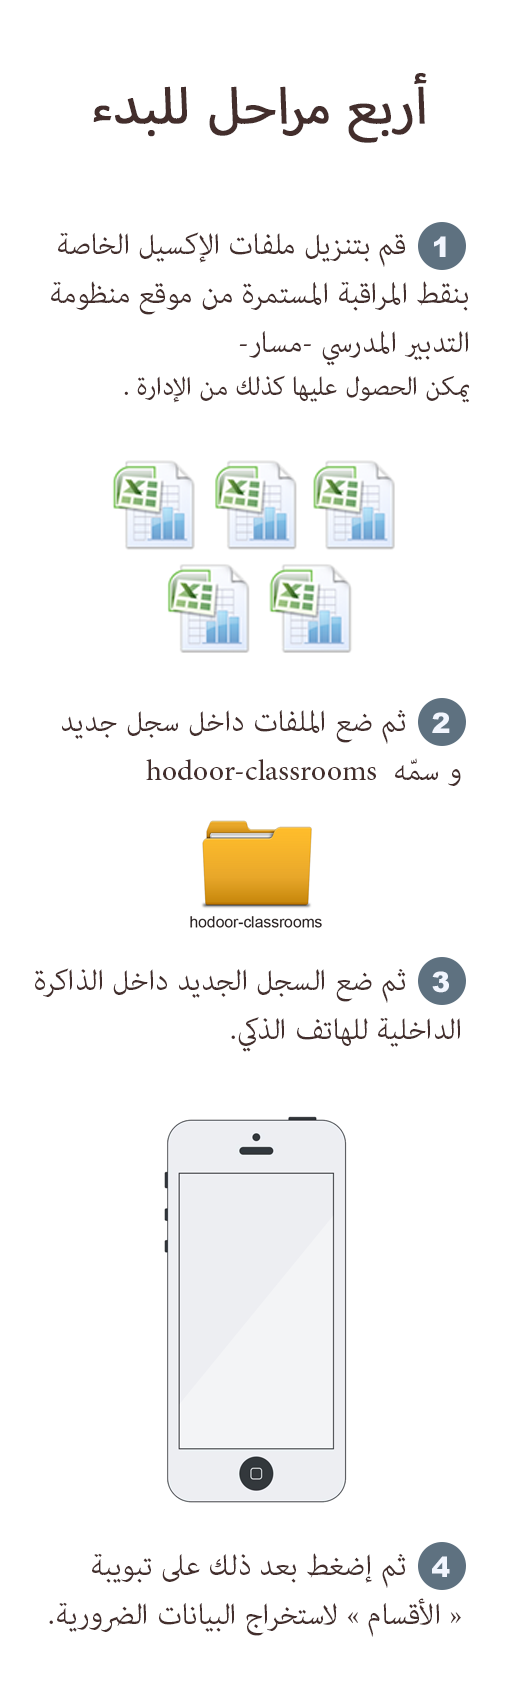 أربع مراحل للبدء
1 قم بتنزيل ملفات الإكسيل الخاصة
بنقط المراقبة المستمرة من موقع منظومة
التدبير المدرسي -مسار-
يمكن الحصول عليها كذلك من الإدارة .
2 ثم ضع الملفات داخل سجل جديد
و سمّه hodoor-classrooms
hodoor-classrooms
3 ثم ضع السجل الجديد داخل الذاكرة
الداخلية للهاتف الذكي.
4 ثم إضغط بعد ذلك على تبويبة
« الأقسام » لاستخراج البيانات الضرورية.